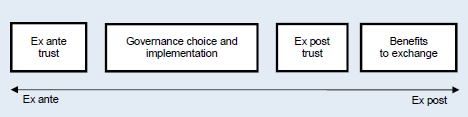 Ex ante
trust
Governance choice and
implementation
Ex post
trust
Benefits
to exchange
Ex ante
Ex post